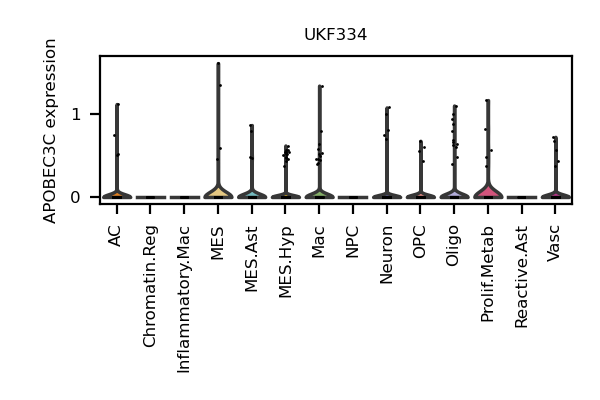 UKF334
APOBEC3C expression
1
0
AC
Chromatin.Reg
Inflammatory.Mac
MES
MES.Ast
MES.Hyp
Mac
NPC
Neuron
OPC
Oligo
Prolif.Metab
Reactive.Ast
Vasc